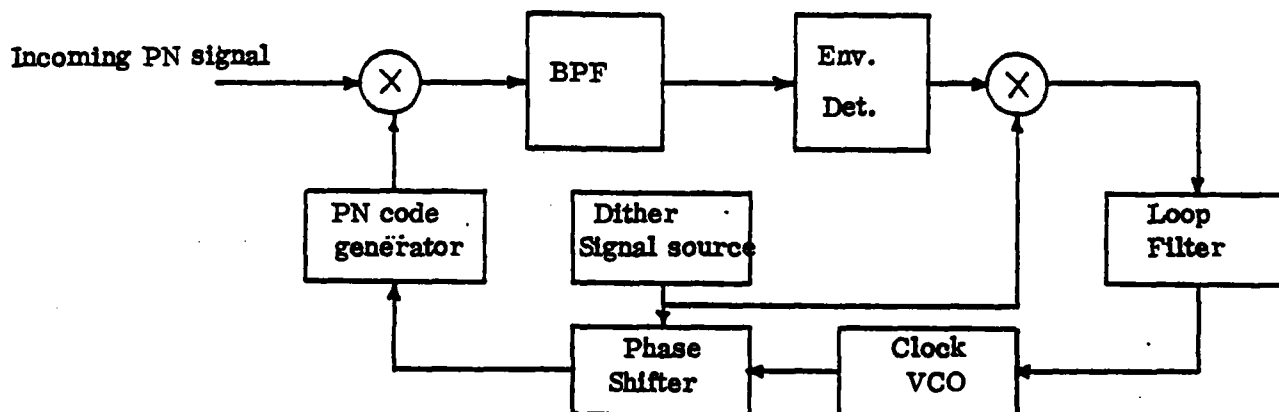 Incoming PN signal
BPF
Env.
Det.
PN code
generator
Dither
Signal source
Loop
Filter
Phase
Shifter
Clock
VCO